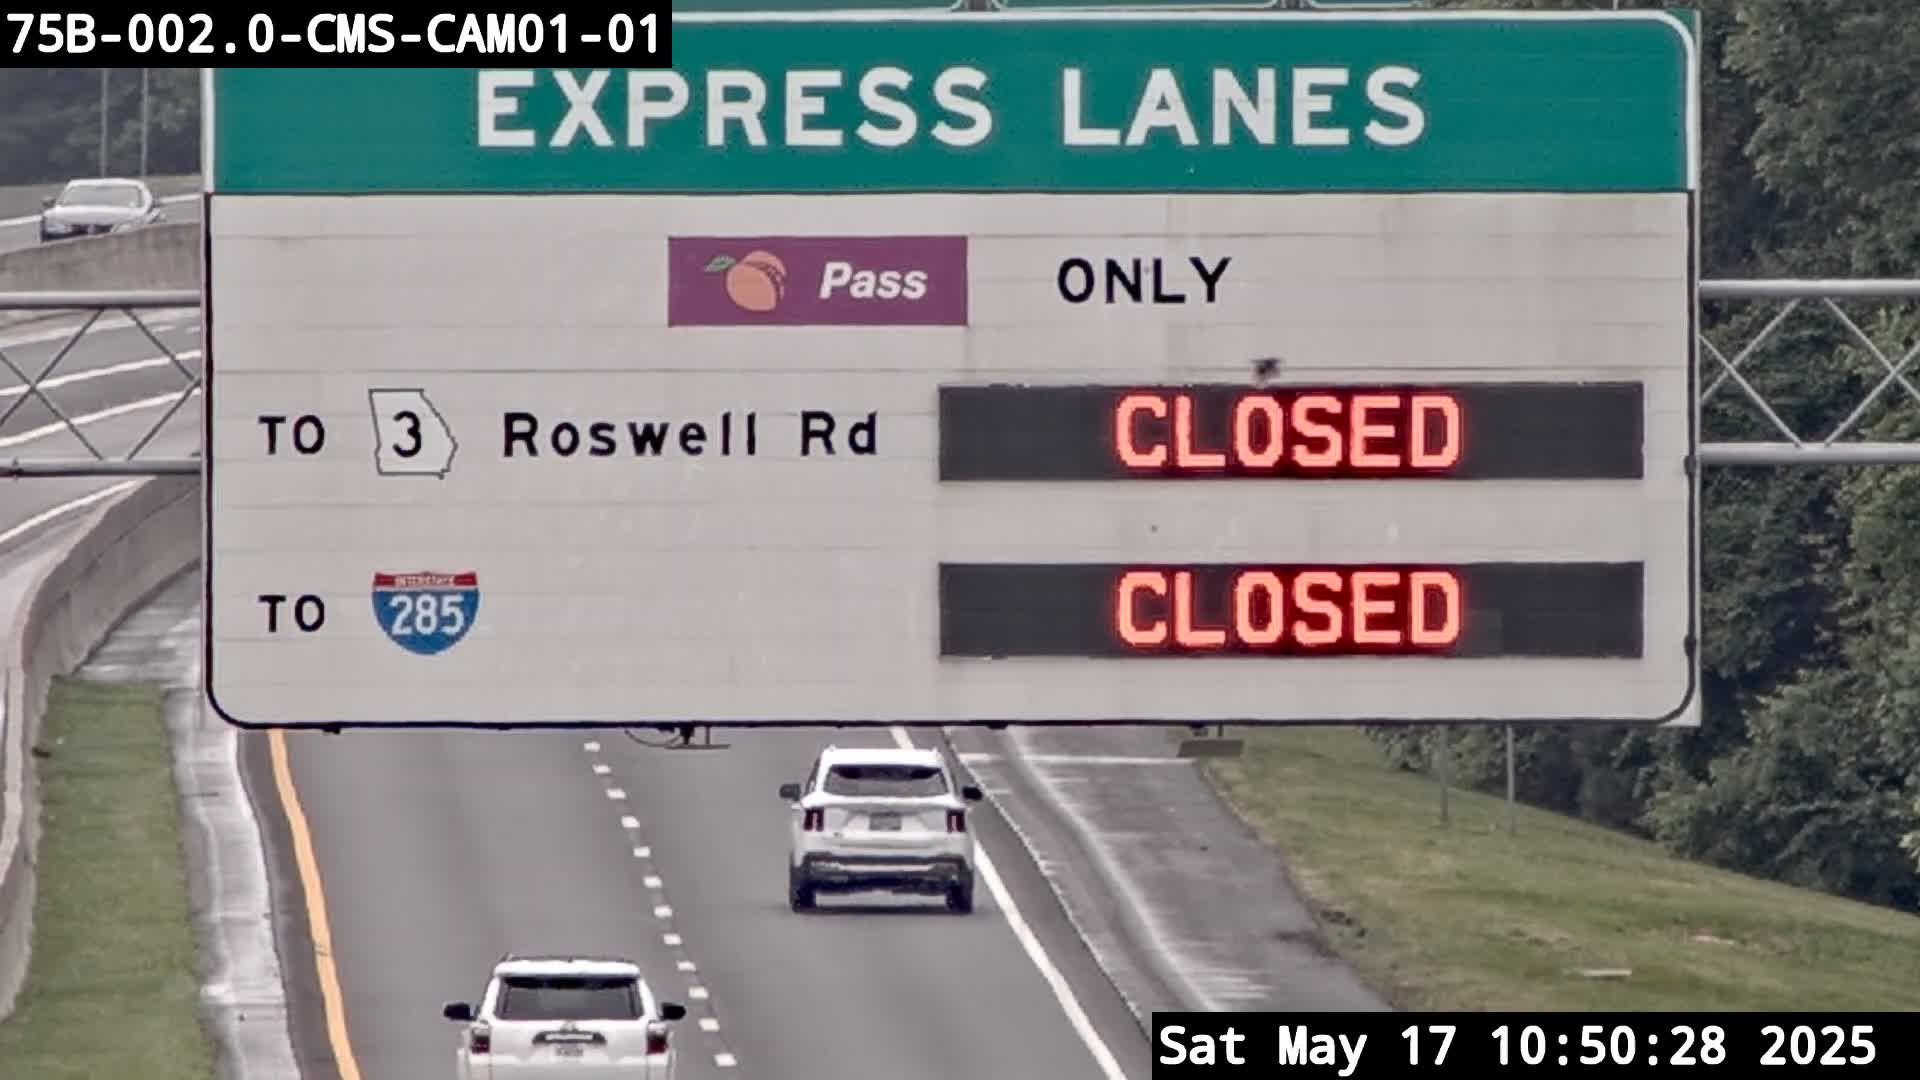 75B-002.0-CMS-CAM01-01
EXPRESS LANES
Pass ONLY
TO 3 Roswell Rd CLOSED
INTERSTATE
TO 285 CLOSED
Sat May 17 10:50:28 2025